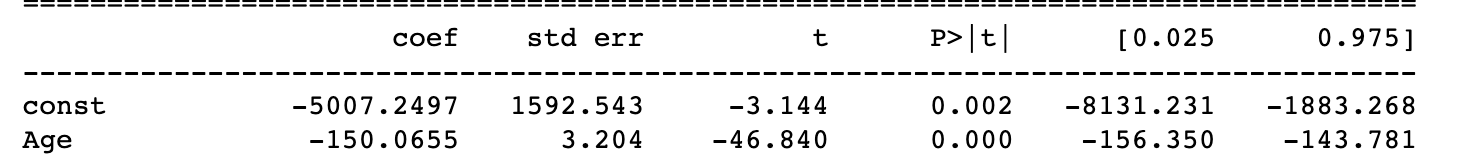 ==============================================================================
                 coef    std err          t      P>|t|      [0.025      0.975]
------------------------------------------------------------------------------
const      -5007.2497   1592.543     -3.144      0.002   -8131.231   -1883.268
Age         -150.0655      3.204    -46.840      0.000    -156.350    -143.781